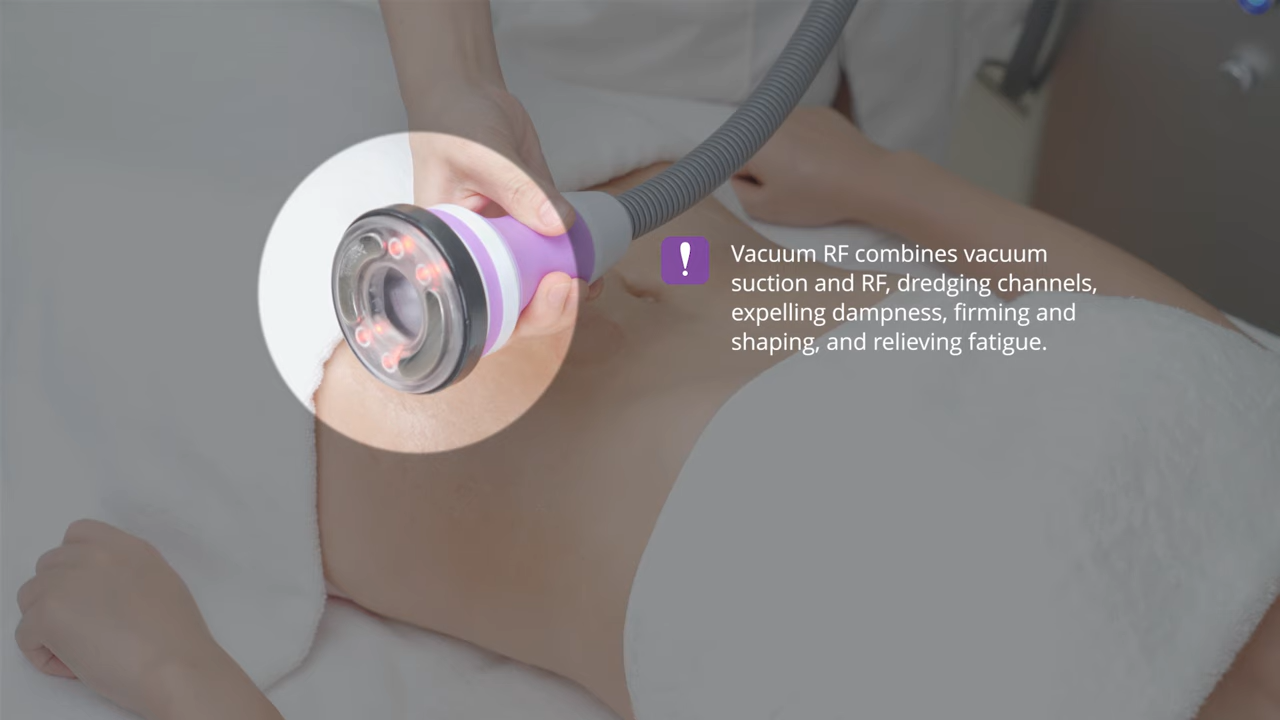 Vacuum RF combines vacuum
suction and RF, dredging channels,
expelling dampness, firming and
shaping, and relieving fatigue.